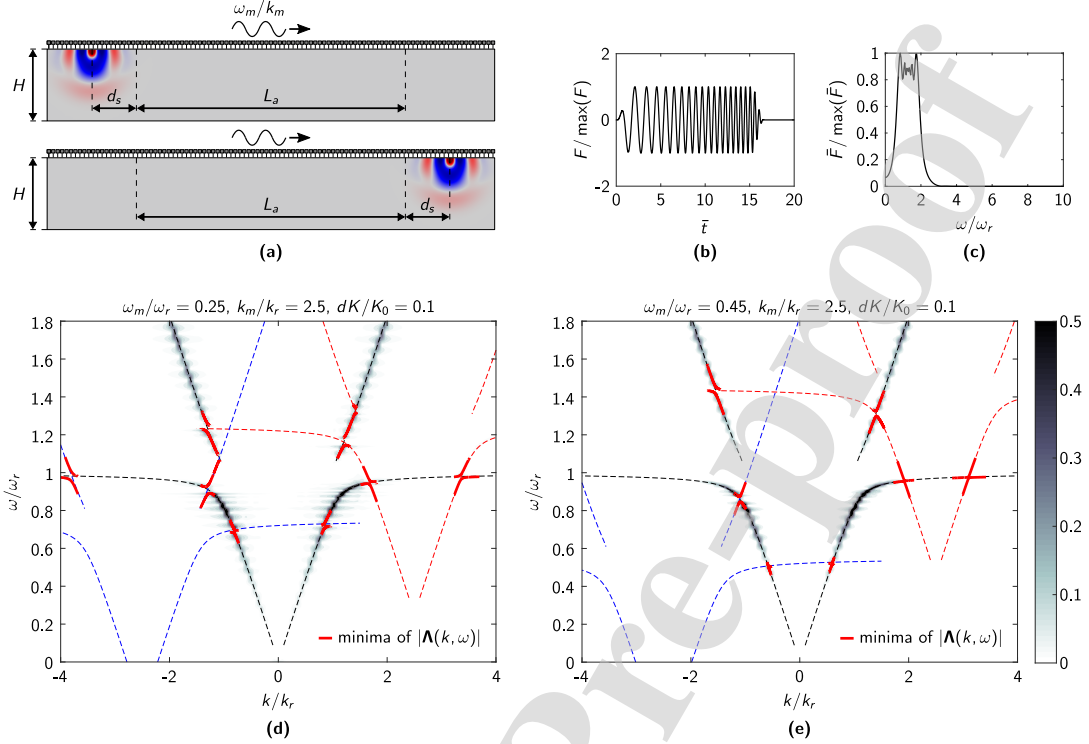 ω_m/k_m
H
d_s
L_a
H
L_a
d_s
(a)
F / max(F)
2
0
-2
0 5 10 15 20
t̄
(b)
F̄ / max(F̄)
1
0.8
0.6
0.4
0.2
0
0 2 4 6 8 10
ω/ω_r
(c)
ω_m/ω_r = 0.25, k_m/k_r = 2.5, dK/K_0 = 0.1
ω/ω_r
1.8
1.6
1.4
1.2
1
0.8
0.6
0.4
0.2
0
minima of |Λ(k, ω)|
-4 -2 0 2 4
k/k_r
(d)
ω_m/ω_r = 0.45, k_m/k_r = 2.5, dK/K_0 = 0.1
ω/ω_r
1.8
1.6
1.4
1.2
1
0.8
0.6
0.4
0.2
0
minima of |Λ(k, ω)|
-4 -2 0 2 4
k/k_r
(e)
0.5
0.4
0.3
0.2
0.1
0
Pre-proof